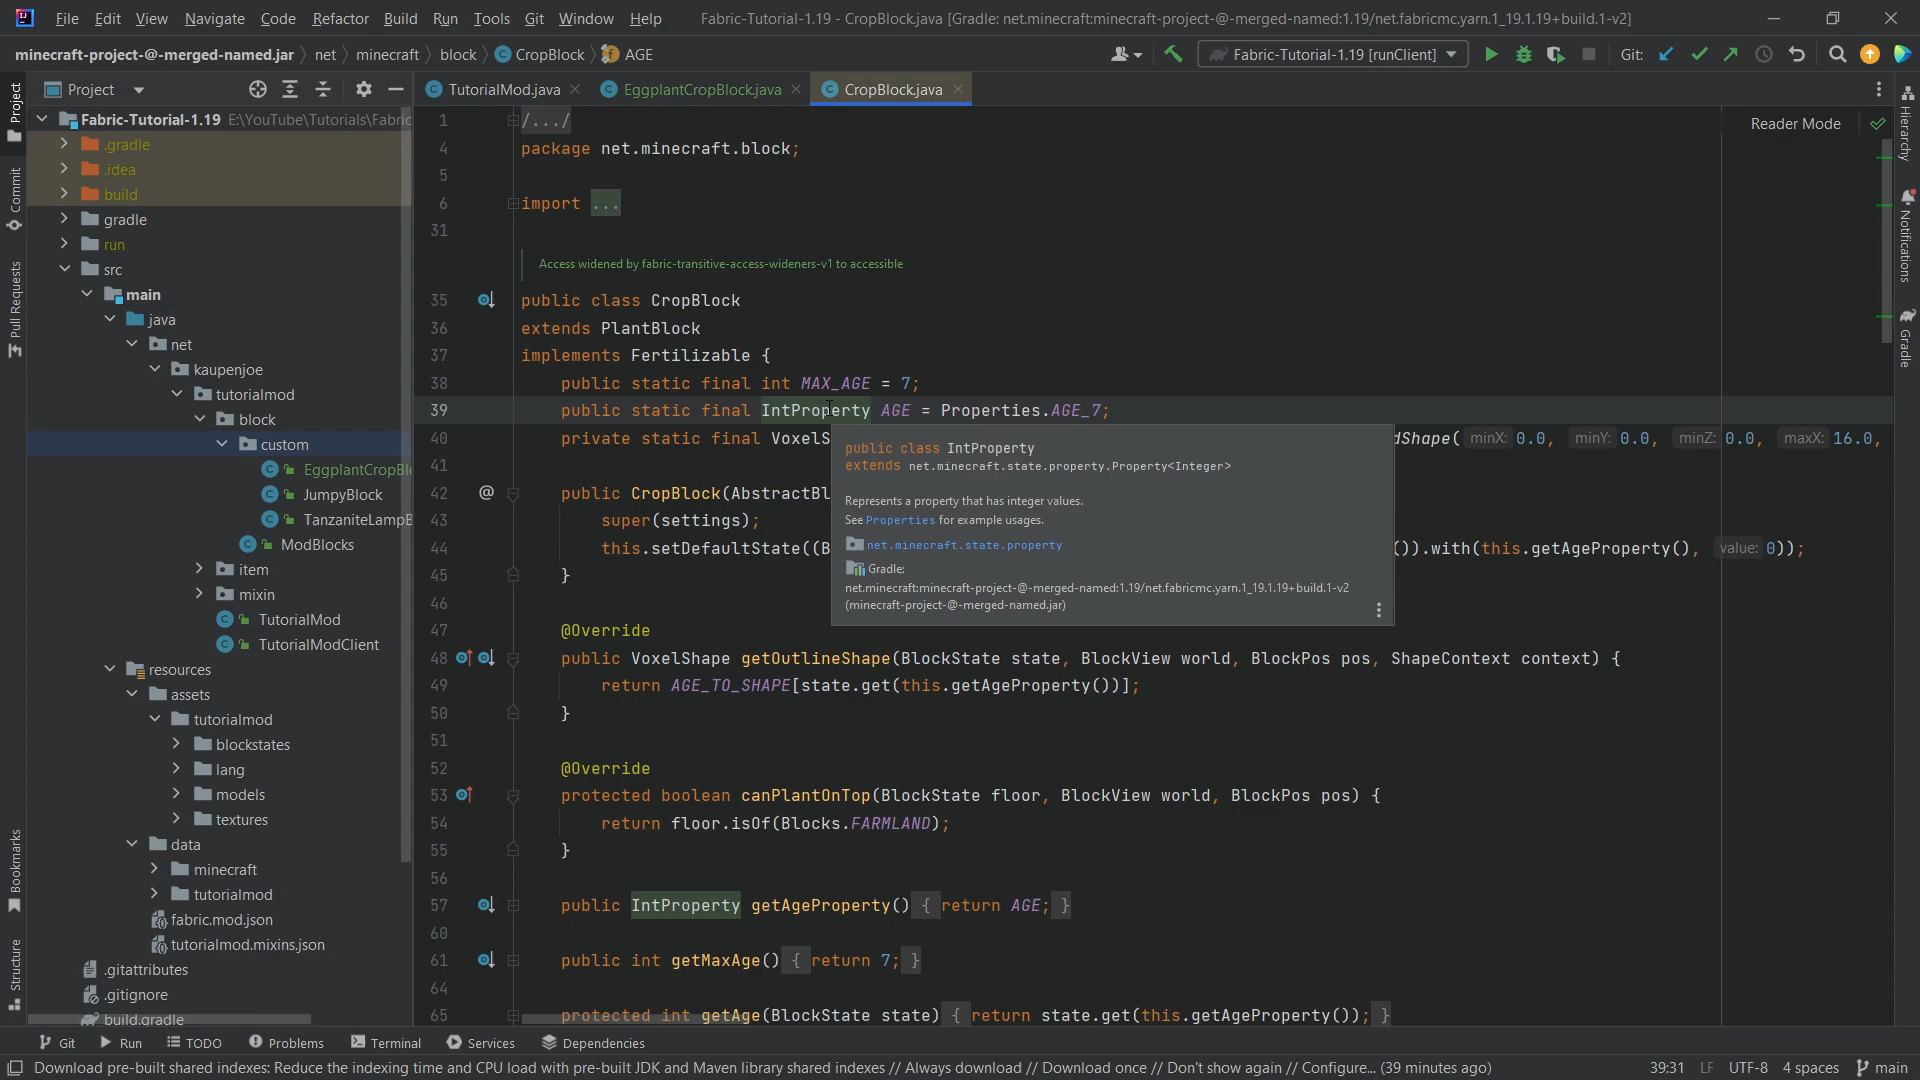 File Edit View Navigate Code Refactor Build Run Tools Git Window Help Fabric-Tutorial-1.19 - CropBlock.java [Gradle: net.minecraft:minecraft-project-@-merged-named:1.19/net.fabricmc.yarn.1_19.1.19+build.1-v2]
minecraft-project-@-merged-named.jar net minecraft block CropBlock AGE Fabric-Tutorial-1.19 [runClient] Git:
Project TutorialMod.java EggplantCropBlock.java CropBlock.java
Project
Commit
Pull Requests
Bookmarks
Structure
Fabric-Tutorial-1.19 E:\YouTube\Tutorials\Fabric
.gradle
.idea
build
gradle
run
src
main
java
net
kaupenjoe
tutorialmod
block
custom
EggplantCropBl
JumpyBlock
TanzaniteLampB
ModBlocks
item
mixin
TutorialMod
TutorialModClient
resources
assets
tutorialmod
blockstates
lang
models
textures
data
minecraft
tutorialmod
fabric.mod.json
tutorialmod.mixins.json
.gitattributes
.gitignore
build.gradle
Reader Mode
1 /.../
4 package net.minecraft.block;
5
6 import ...
31
Access widened by fabric-transitive-access-wideners-v1 to accessible
35 public class CropBlock
36 extends PlantBlock
37 implements Fertilizable {
38 public static final int MAX_AGE = 7;
39 public static final IntProperty AGE = Properties.AGE_7;
40 private static final VoxelS dShape( minX: 0.0, minY: 0.0, minZ: 0.0, maxX: 16.0,
41
42 @ public CropBlock(AbstractBl
43 super(settings);
44 this.setDefaultState((B ()).with(this.getAgeProperty(), value: 0));
45 }
46
47 @Override
48 public VoxelShape getOutlineShape(BlockState state, BlockView world, BlockPos pos, ShapeContext context) {
49 return AGE_TO_SHAPE[state.get(this.getAgeProperty())];
50 }
51
52 @Override
53 protected boolean canPlantOnTop(BlockState floor, BlockView world, BlockPos pos) {
54 return floor.isOf(Blocks.FARMLAND);
55 }
56
57 public IntProperty getAgeProperty() { return AGE; }
60
61 public int getMaxAge() { return 7; }
64
65 protected int getAge(BlockState state) { return state.get(this.getAgeProperty()); }
public class IntProperty
extends net.minecraft.state.property.Property<Integer>
Represents a property that has integer values.
See Properties for example usages.
net.minecraft.state.property
Gradle:
net.minecraft:minecraft-project-@-merged-named:1.19/net.fabricmc.yarn.1_19.1.19+build.1-v2
(minecraft-project-@-merged-named.jar)
Hierarchy
Notifications
Gradle
Git Run TODO Problems Terminal Services Dependencies
Download pre-built shared indexes: Reduce the indexing time and CPU load with pre-built JDK and Maven library shared indexes // Always download // Download once // Don't show again // Configure... (39 minutes ago) 39:31 LF UTF-8 4 spaces main